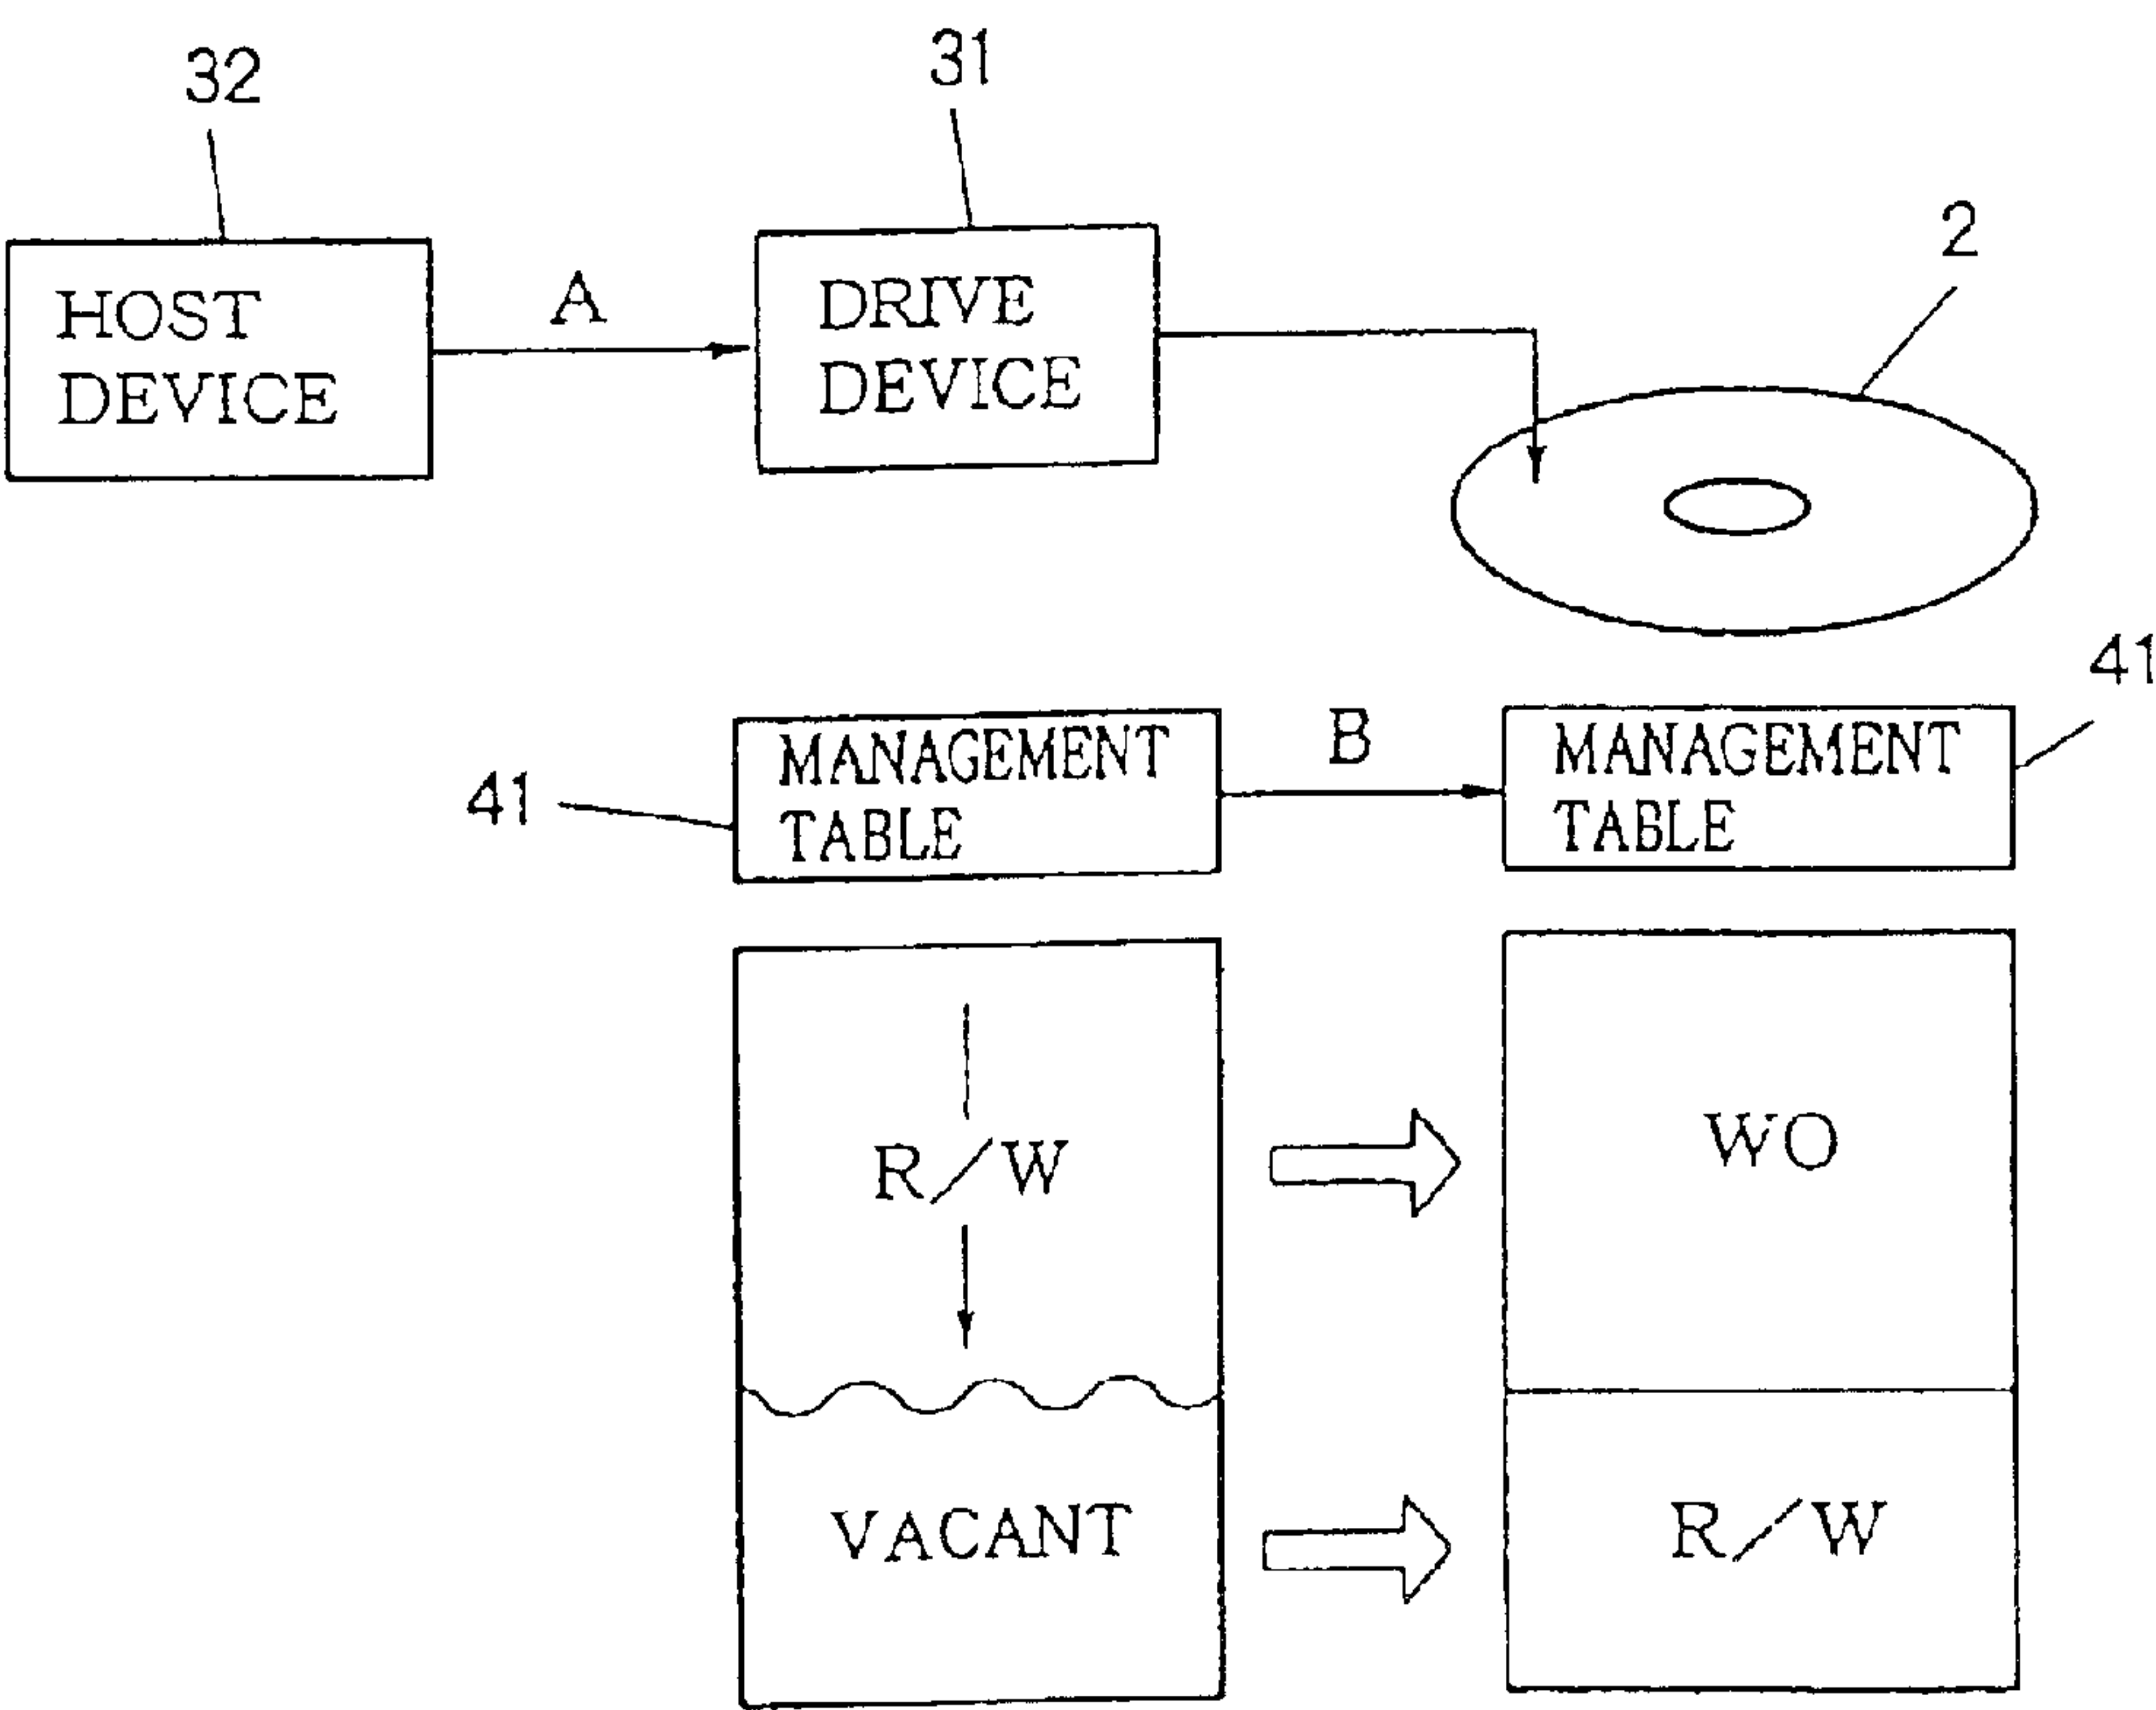 32
31
2
HOST
DEVICE
A
DRIVE
DEVICE
41
MANAGEMENT
TABLE
B
MANAGEMENT
TABLE
41
R/W
WO
VACANT
R/W